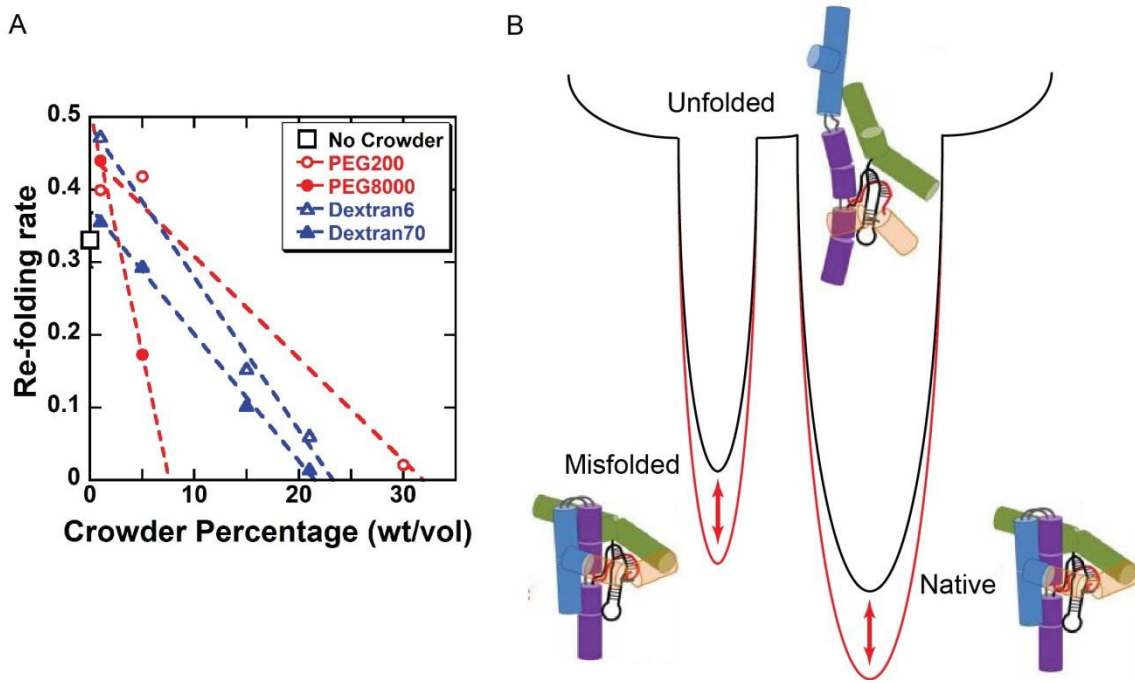 A
B
Re-folding rate
0.5
0.4
0.3
0.2
0.1
0
No Crowder
PEG200
PEG8000
Dextran6
Dextran70
0
10
20
30
Crowder Percentage (wt/vol)
Unfolded
Misfolded
Native